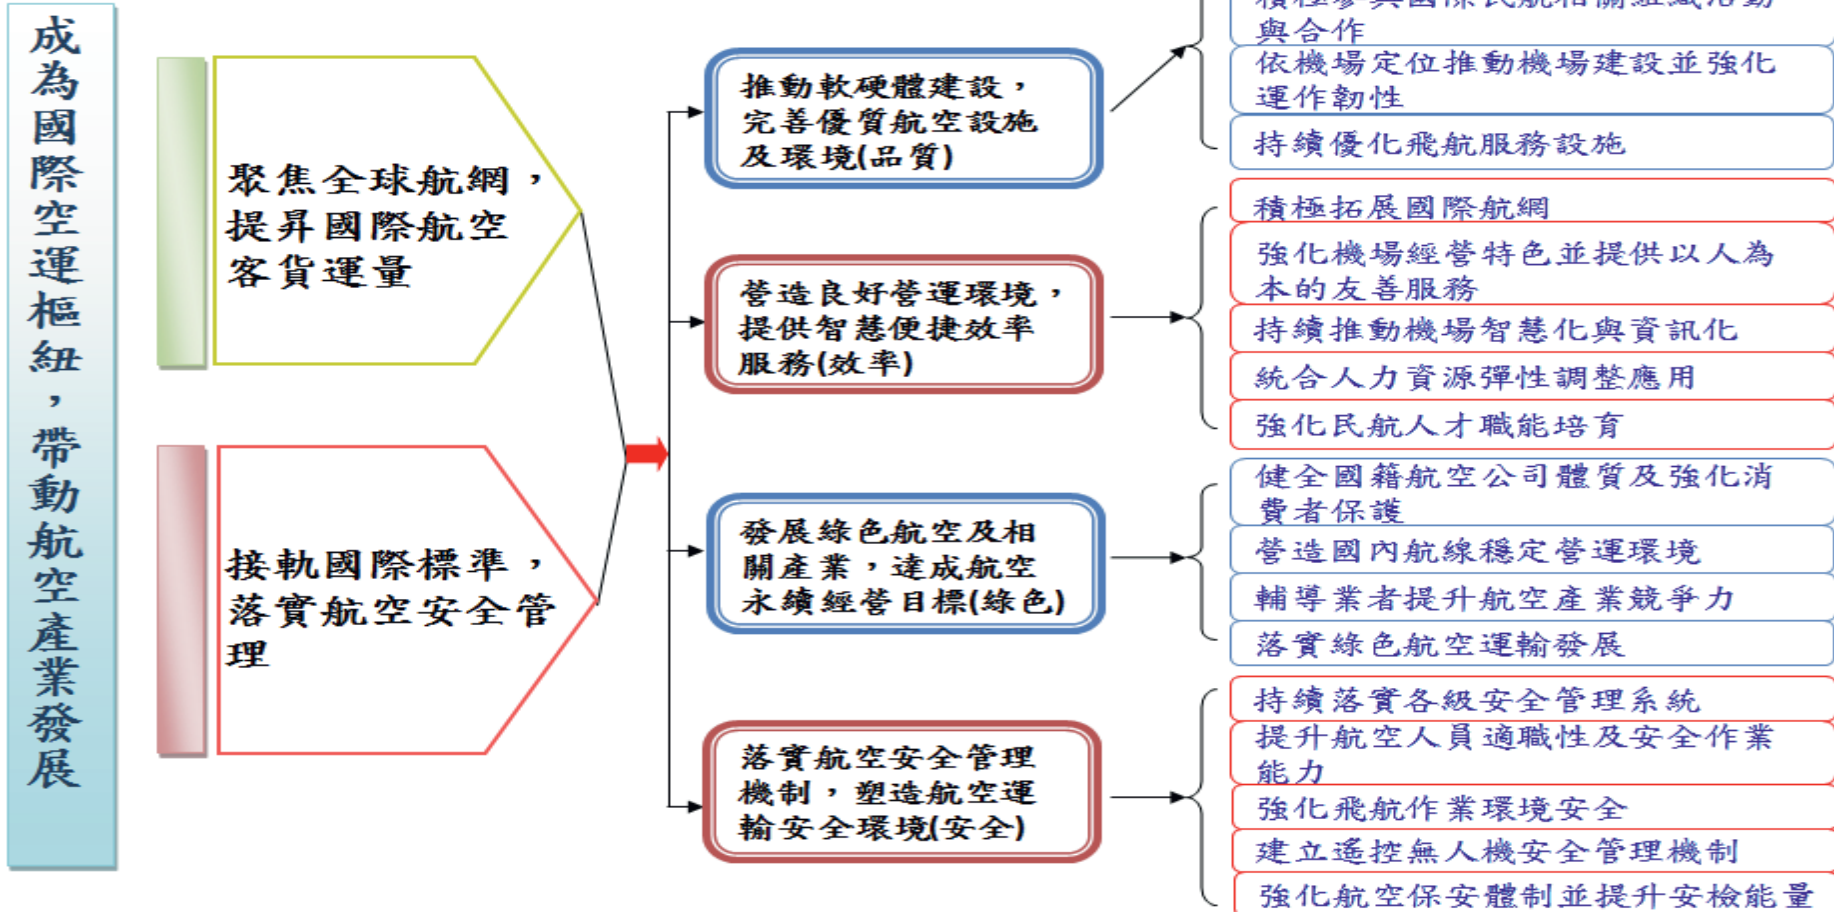 成為國際空運樞紐，帶動航空產業發展
聚焦全球航網，
提昇國際航空
客貨運量
接軌國際標準，
落實航空安全管
理
推動軟硬體建設，
完善優質航空設施
及環境(品質)
積極參與國際民航相關組織活動
與合作
依機場定位推動機場建設並強化
運作韌性
持續優化飛航服務設施
營造良好營運環境，
提供智慧便捷效率
服務(效率)
積極拓展國際航網
強化機場經營特色並提供以人為
本的友善服務
持續推動機場智慧化與資訊化
統合人力資源彈性調整應用
強化民航人才職能培育
發展綠色航空及相
關產業，達成航空
永續經營目標(綠色)
健全國籍航空公司體質及強化消
費者保護
營造國內航線穩定營運環境
輔導業者提升航空產業競爭力
落實綠色航空運輸發展
落實航空安全管理
機制，塑造航空運
輸安全環境(安全)
持續落實各級安全管理系統
提升航空人員適職性及安全作業
能力
強化飛航作業環境安全
建立遙控無人機安全管理機制
強化航空保安體制並提升安檢能量